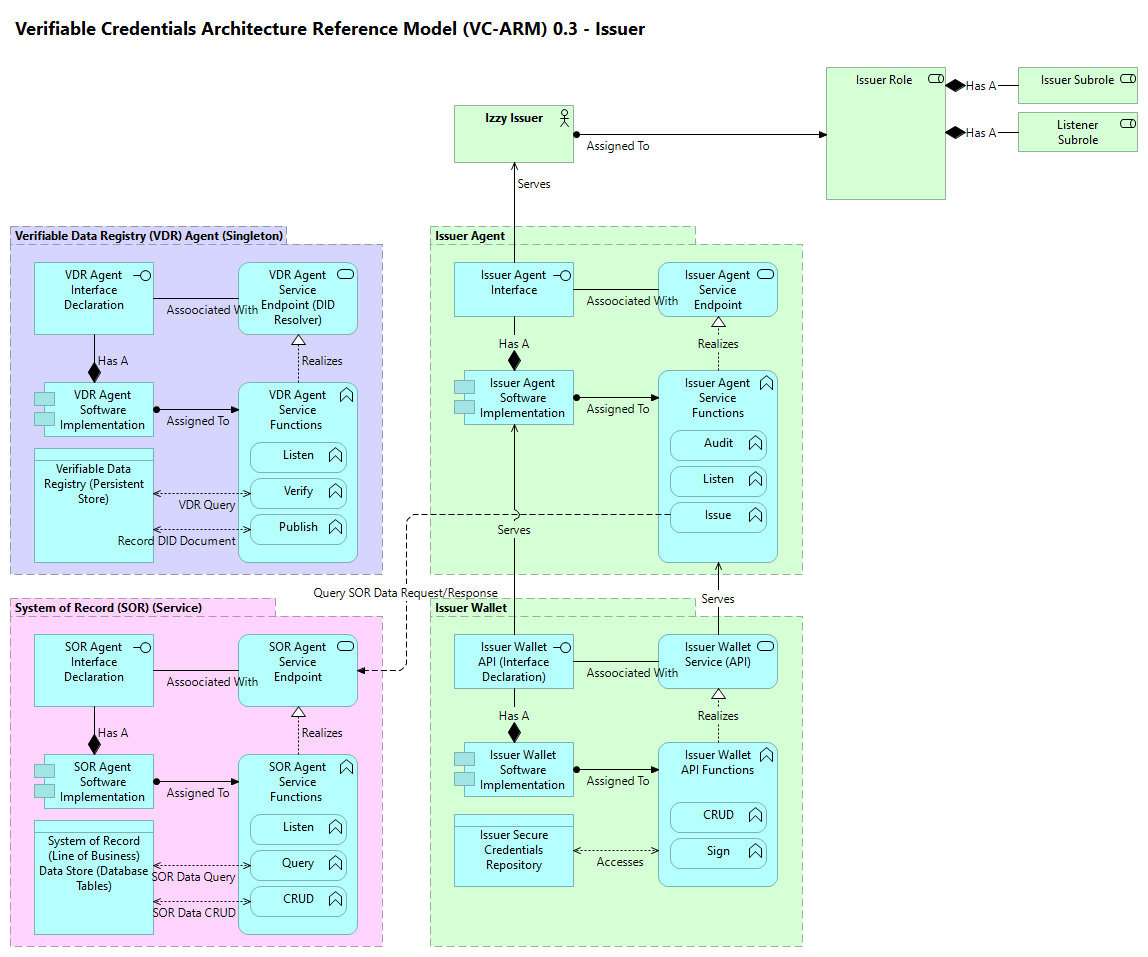 Verifiable Credentials Architecture Reference Model (VC-ARM) 0.3 - Issuer
Issuer Role
Has A
Issuer Subrole
Has A
Listener
Subrole
Izzy Issuer
Assigned To
Serves
Verifiable Data Registry (VDR) Agent (Singleton)
VDR Agent
Interface
Declaration
Assoociated With
VDR Agent
Service
Endpoint (DID
Resolver)
Has A
Realizes
VDR Agent
Software
Implementation
Assigned To
VDR Agent
Service
Functions
Listen
Verify
Publish
Verifiable Data
Registry (Persistent
Store)
VDR Query
Record DID Document
Issuer Agent
Issuer Agent
Interface
Assoociated With
Issuer Agent
Service
Endpoint
Has A
Realizes
Issuer Agent
Software
Implementation
Assigned To
Issuer Agent
Service
Functions
Audit
Listen
Issue
Serves
Query SOR Data Request/Response
Serves
System of Record (SOR) (Service)
SOR Agent
Interface
Declaration
Assoociated With
SOR Agent
Service
Endpoint
Has A
Realizes
SOR Agent
Software
Implementation
Assigned To
SOR Agent
Service
Functions
Listen
Query
CRUD
System of Record
(Line of Business)
Data Store (Database
Tables)
SOR Data Query
SOR Data CRUD
Issuer Wallet
Issuer Wallet
API (Interface
Declaration)
Assoociated With
Issuer Wallet
Service (API)
Has A
Realizes
Issuer Wallet
Software
Implementation
Assigned To
Issuer Wallet
API Functions
CRUD
Sign
Issuer Secure
Credentials
Repository
Accesses